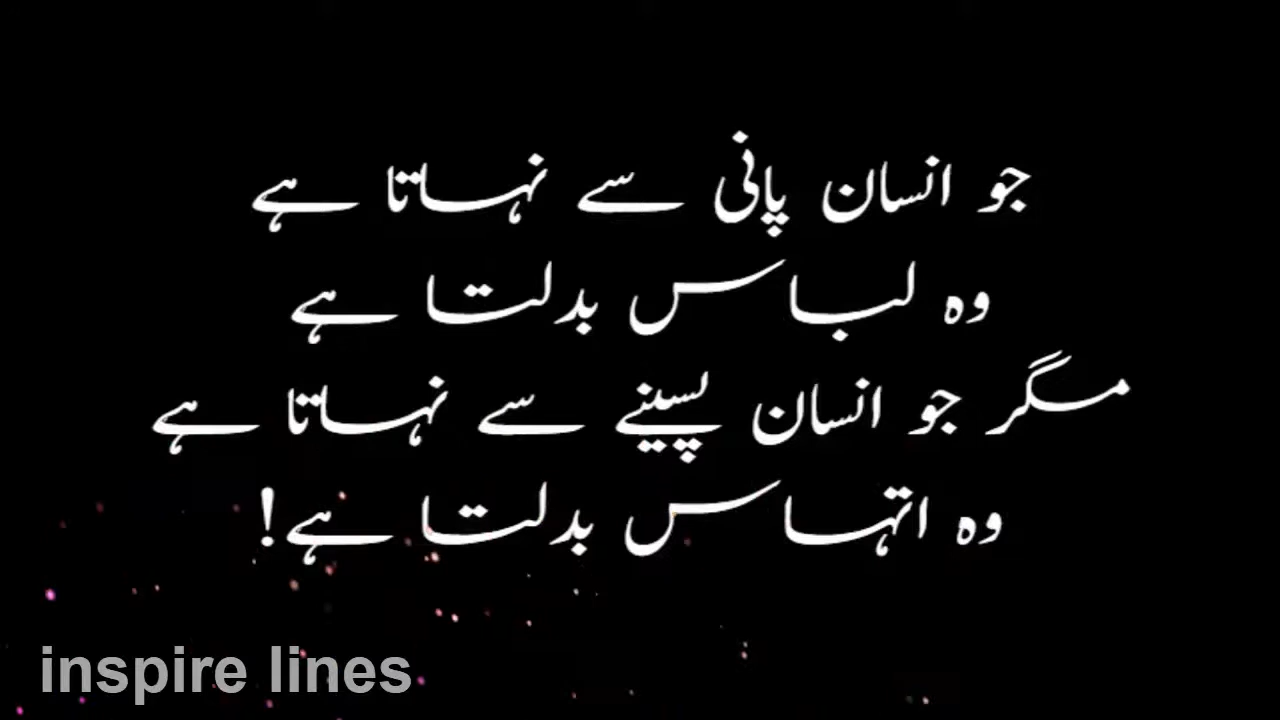 جو انسان پانی سے نہاتا ہے
وہ لباس بدلتا ہے
مگر جو انسان پسینے سے نہاتا ہے
وہ اتہاس بدلتا ہے!
inspire lines